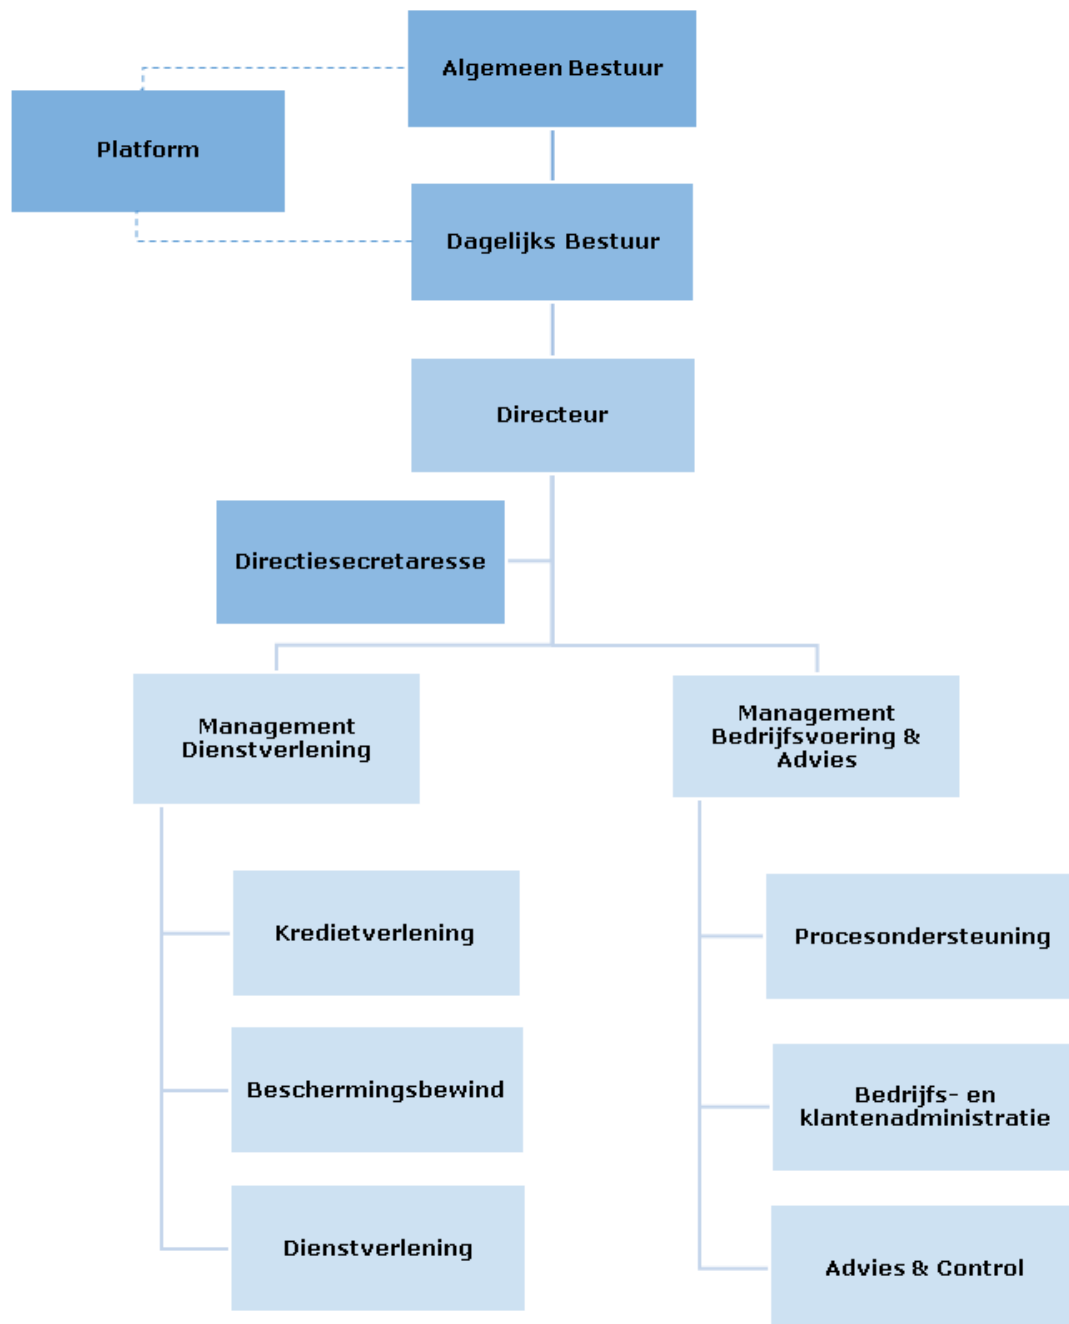 Algemeen Bestuur
Platform
Dagelijks Bestuur
Directeur
Directiesecretaresse
Management
Dienstverlening
Management
Bedrijfsvoering &
Advies
Kredietverlening
Procesondersteuning
Beschermingsbewind
Bedrijfs- en
klantenadministratie
Dienstverlening
Advies & Control